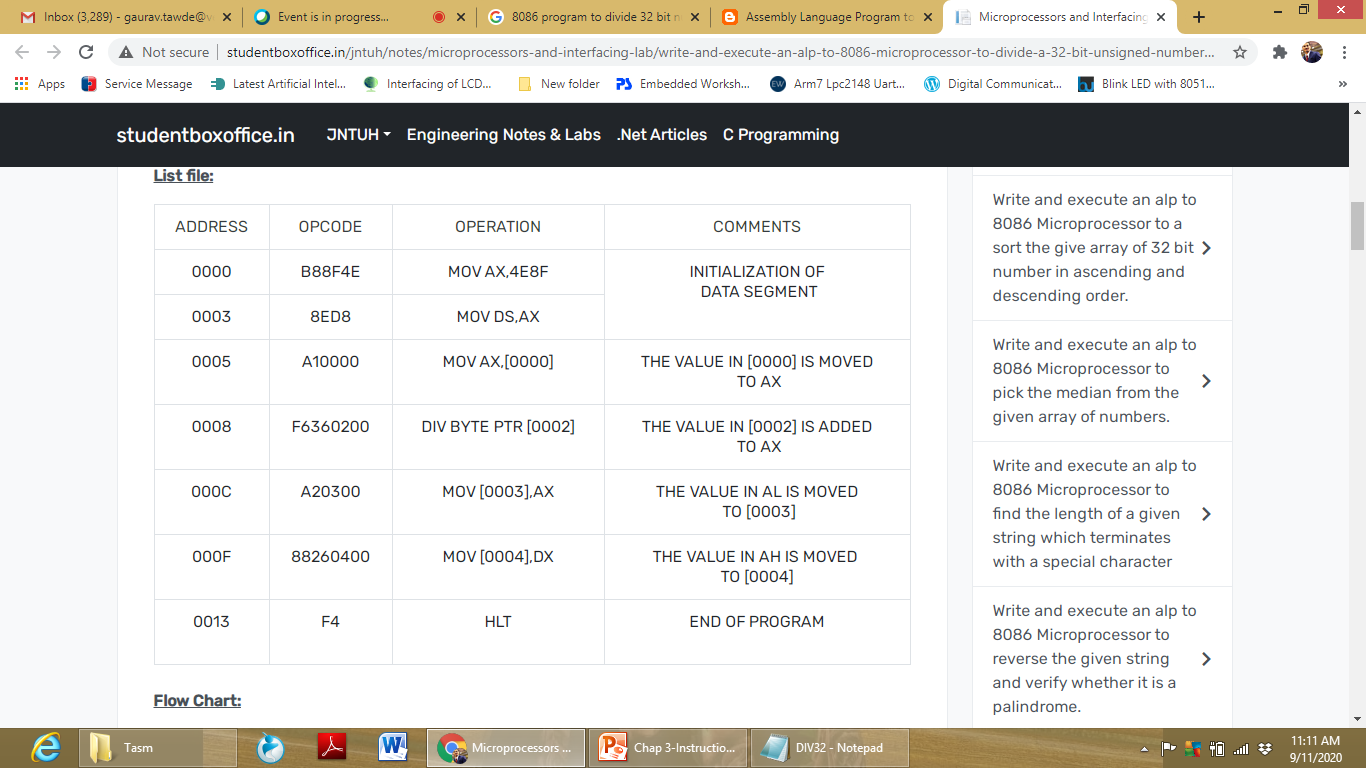 Inbox (3,289) - gaurav.tawde@v
Event is in progress...
8086 program to divide 32 bit n
Assembly Language Program to
Microprocessors and Interfacing
Not secure | studentboxoffice.in/jntuh/notes/microprocessors-and-interfacing-lab/write-and-execute-an-alp-to-8086-microprocessor-to-divide-a-32-bit-unsigned-number...
Apps
Service Message
Latest Artificial Intel...
Interfacing of LCD...
New folder
Embedded Worksh...
Arm7 Lpc2148 Uart...
Digital Communicat...
Blink LED with 8051...
»
studentboxoffice.in JNTUH Engineering Notes & Labs .Net Articles C Programming
List file:
ADDRESS OPCODE OPERATION COMMENTS
0000 B88F4E MOV AX,4E8F INITIALIZATION OF
DATA SEGMENT
0003 8ED8 MOV DS,AX
0005 A10000 MOV AX,[0000] THE VALUE IN [0000] IS MOVED
TO AX
0008 F6360200 DIV BYTE PTR [0002] THE VALUE IN [0002] IS ADDED
TO AX
000C A20300 MOV [0003],AX THE VALUE IN AL IS MOVED
TO [0003]
000F 88260400 MOV [0004],DX THE VALUE IN AH IS MOVED
TO [0004]
0013 F4 HLT END OF PROGRAM
Flow Chart:
Write and execute an alp to
8086 Microprocessor to a
sort the give array of 32 bit
number in ascending and
descending order.
Write and execute an alp to
8086 Microprocessor to
pick the median from the
given array of numbers.
Write and execute an alp to
8086 Microprocessor to
find the length of a given
string which terminates
with a special character
Write and execute an alp to
8086 Microprocessor to
reverse the given string
and verify whether it is a
palindrome.
Tasm
Microprocessors ...
Chap 3-Instructio...
DIV32 - Notepad
11:11 AM
9/11/2020